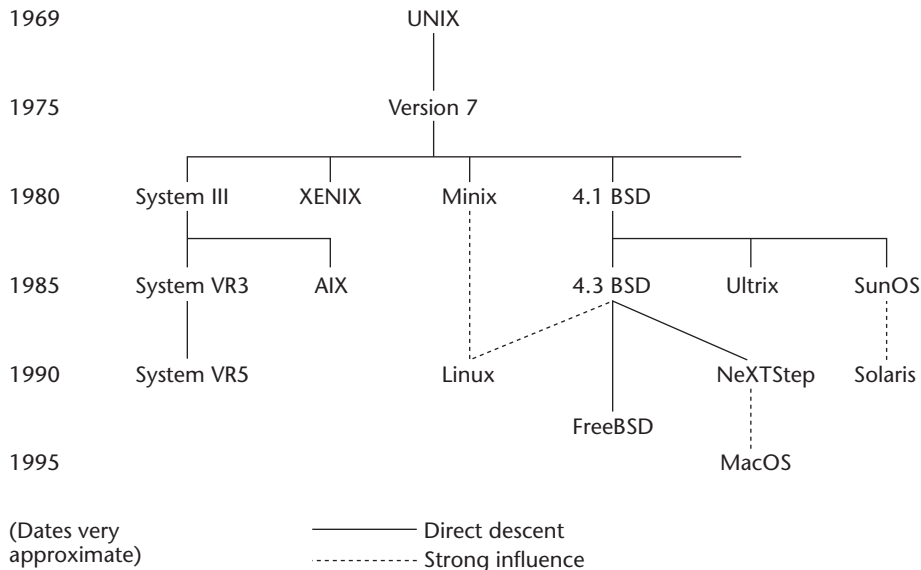 1969 UNIX
1975 Version 7
1980 System III XENIX Minix 4.1 BSD
1985 System VR3 AIX 4.3 BSD Ultrix SunOS
1990 System VR5 Linux NeXTStep Solaris
FreeBSD
1995 MacOS
(Dates very
approximate)
Direct descent
Strong influence